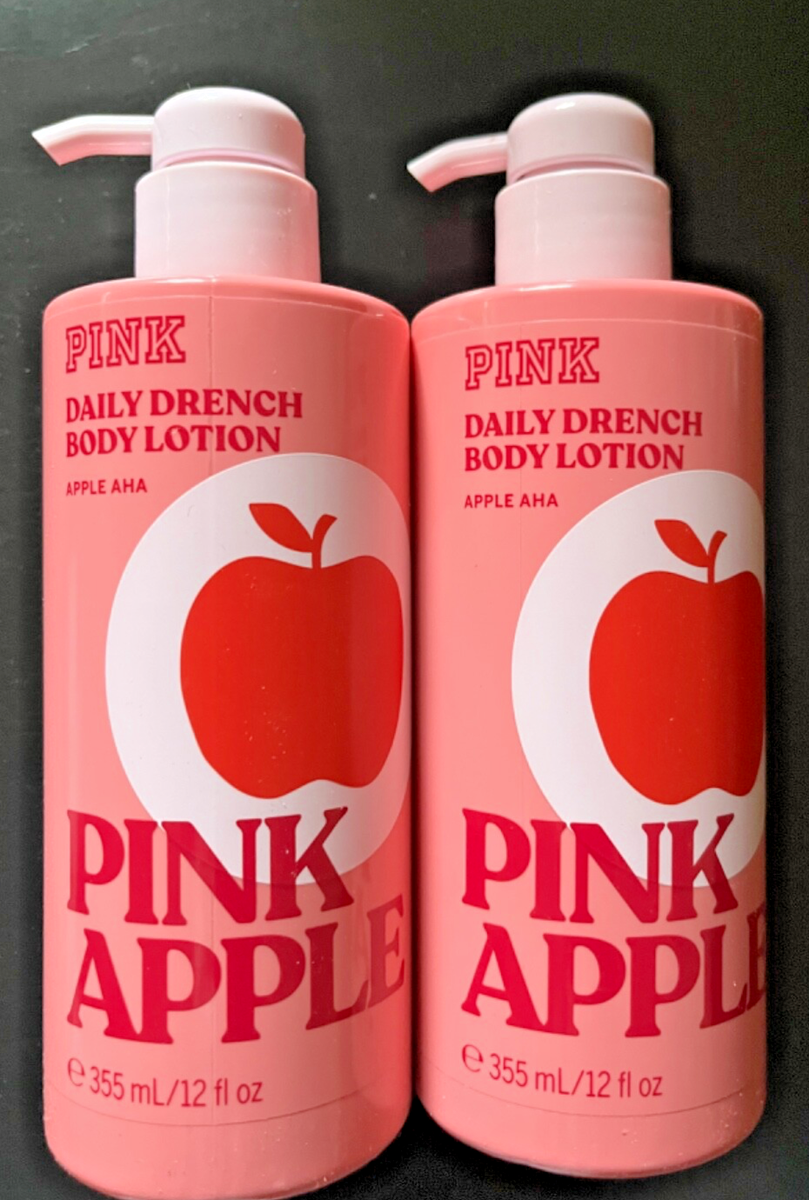 PINK
DAILY DRENCH
BODY LOTION
APPLE AHA
PINK
APPLE
℮ 355 mL/12 fl oz
PINK
DAILY DRENCH
BODY LOTION
APPLE AHA
PINK
APPLE
℮ 355 mL/12 fl oz